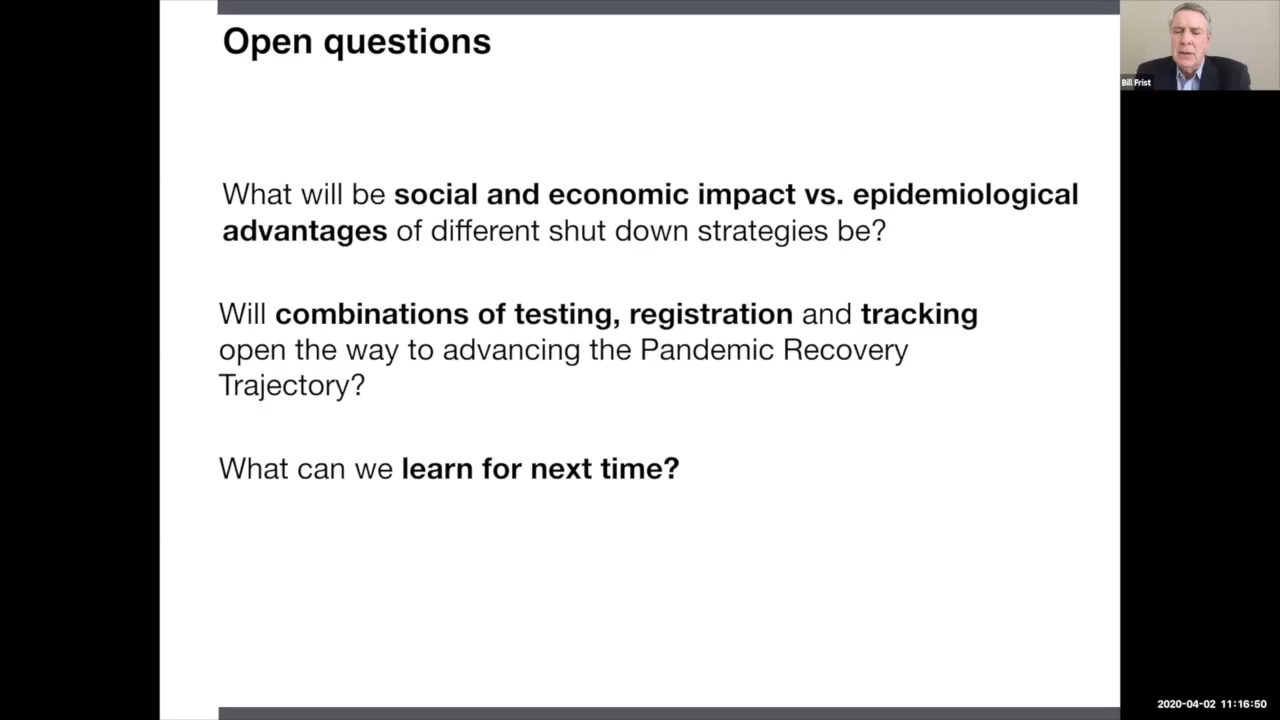 Open questions
What will be social and economic impact vs. epidemiological
advantages of different shut down strategies be?
Will combinations of testing, registration and tracking
open the way to advancing the Pandemic Recovery
Trajectory?
What can we learn for next time?
Bill Frist
2020-04-02 11:16:50